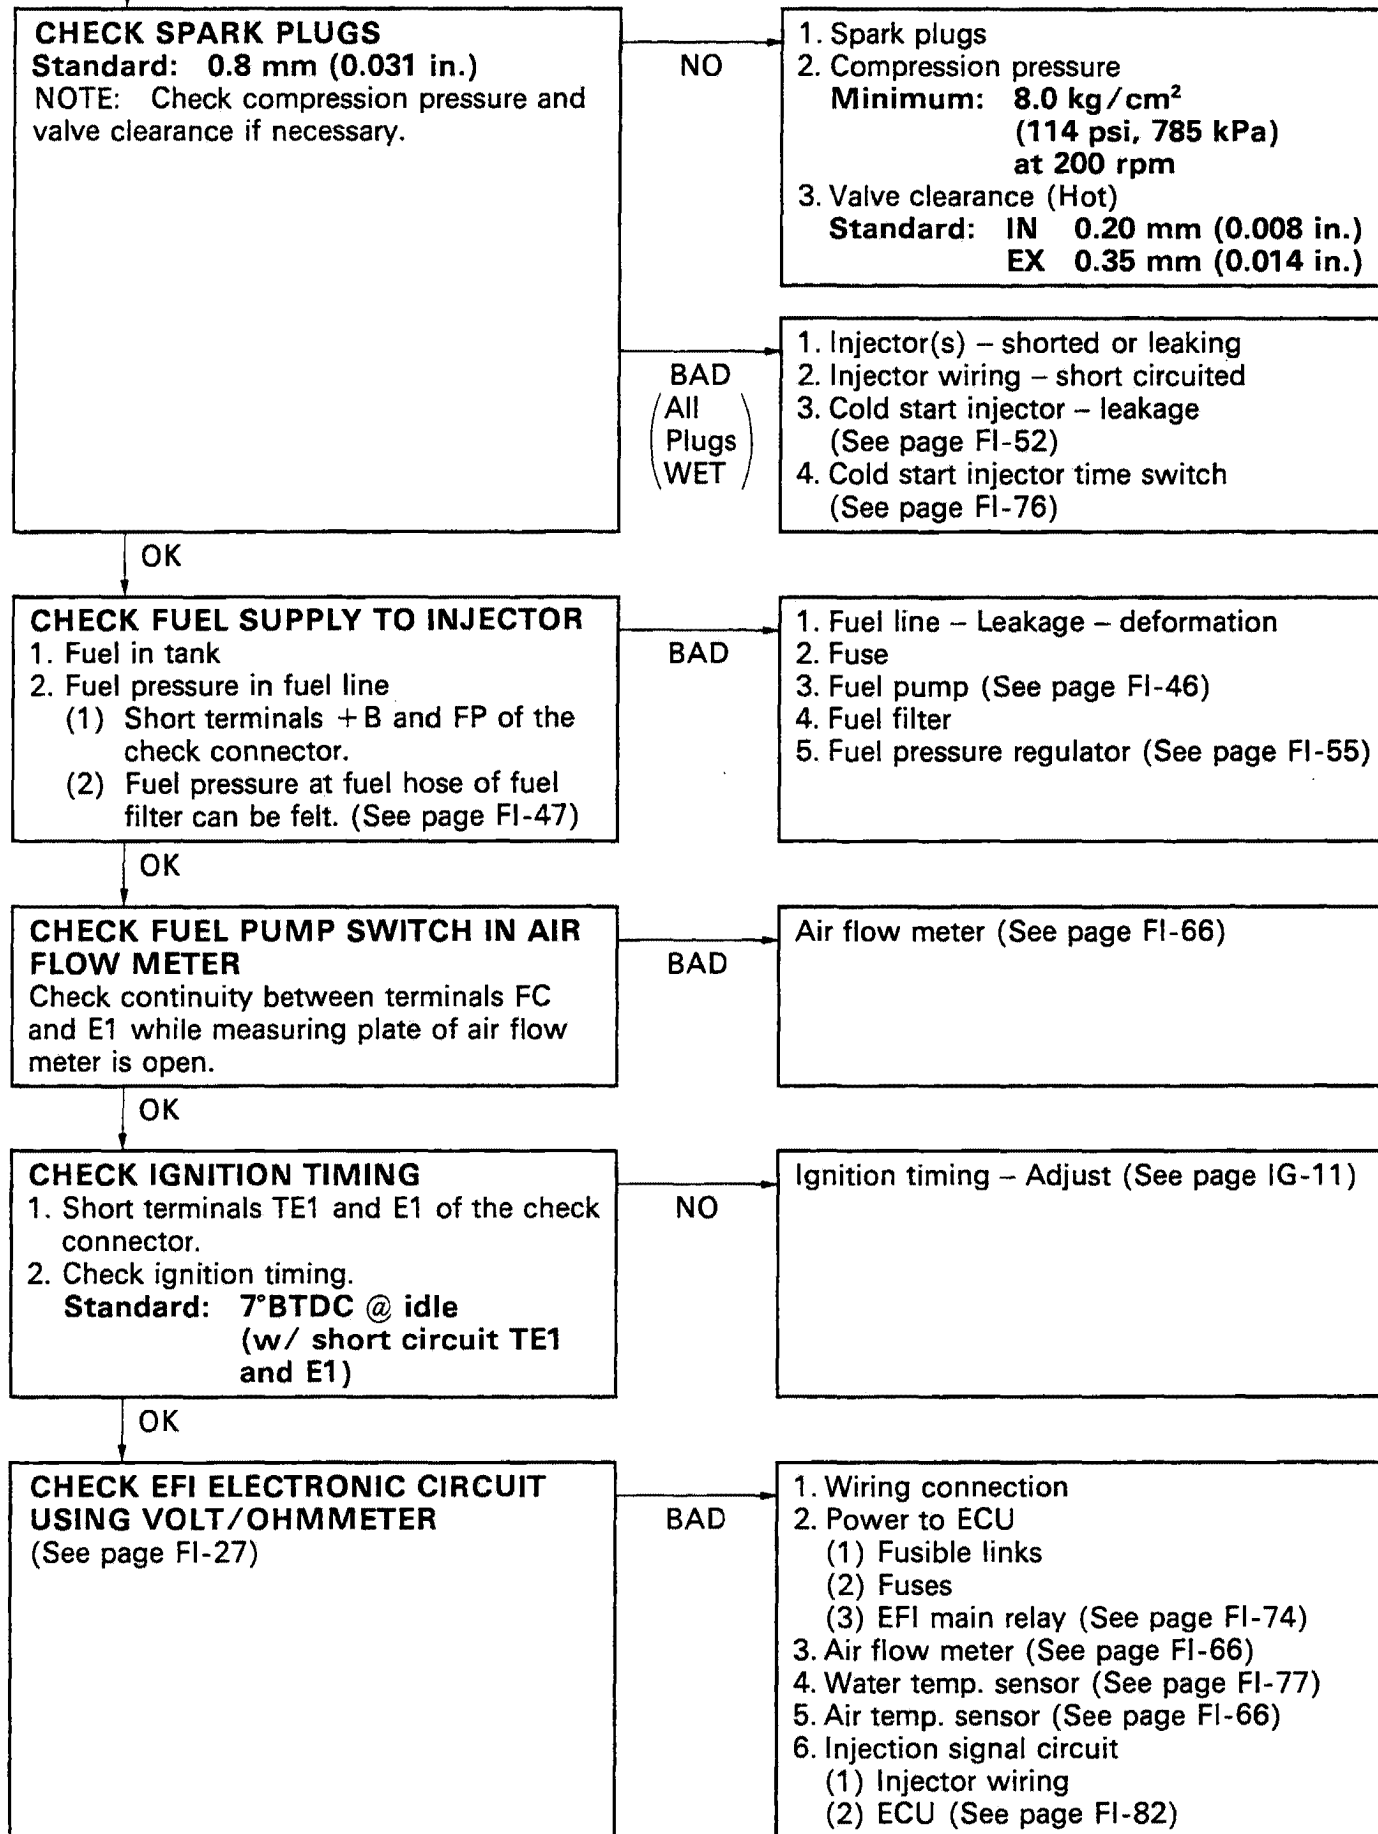 CHECK SPARK PLUGS
Standard: 0.8 mm (0.031 in.)
NOTE: Check compression pressure and
valve clearance if necessary.
NO
1. Spark plugs
2. Compression pressure
Minimum: 8.0 kg/cm²
(114 psi, 785 kPa)
at 200 rpm
3. Valve clearance (Hot)
Standard: IN 0.20 mm (0.008 in.)
EX 0.35 mm (0.014 in.)
BAD
(All
Plugs
WET)
1. Injector(s) – shorted or leaking
2. Injector wiring – short circuited
3. Cold start injector – leakage
(See page FI-52)
4. Cold start injector time switch
(See page FI-76)
OK
CHECK FUEL SUPPLY TO INJECTOR
1. Fuel in tank
2. Fuel pressure in fuel line
(1) Short terminals +B and FP of the
check connector.
(2) Fuel pressure at fuel hose of fuel
filter can be felt. (See page FI-47)
BAD
1. Fuel line – Leakage – deformation
2. Fuse
3. Fuel pump (See page FI-46)
4. Fuel filter
5. Fuel pressure regulator (See page FI-55)
OK
CHECK FUEL PUMP SWITCH IN AIR
FLOW METER
Check continuity between terminals FC
and E1 while measuring plate of air flow
meter is open.
BAD
Air flow meter (See page FI-66)
OK
CHECK IGNITION TIMING
1. Short terminals TE1 and E1 of the check
connector.
2. Check ignition timing.
Standard: 7°BTDC @ idle
(w/ short circuit TE1
and E1)
NO
Ignition timing – Adjust (See page IG-11)
OK
CHECK EFI ELECTRONIC CIRCUIT
USING VOLT/OHMMETER
(See page FI-27)
BAD
1. Wiring connection
2. Power to ECU
(1) Fusible links
(2) Fuses
(3) EFI main relay (See page FI-74)
3. Air flow meter (See page FI-66)
4. Water temp. sensor (See page FI-77)
5. Air temp. sensor (See page FI-66)
6. Injection signal circuit
(1) Injector wiring
(2) ECU (See page FI-82)